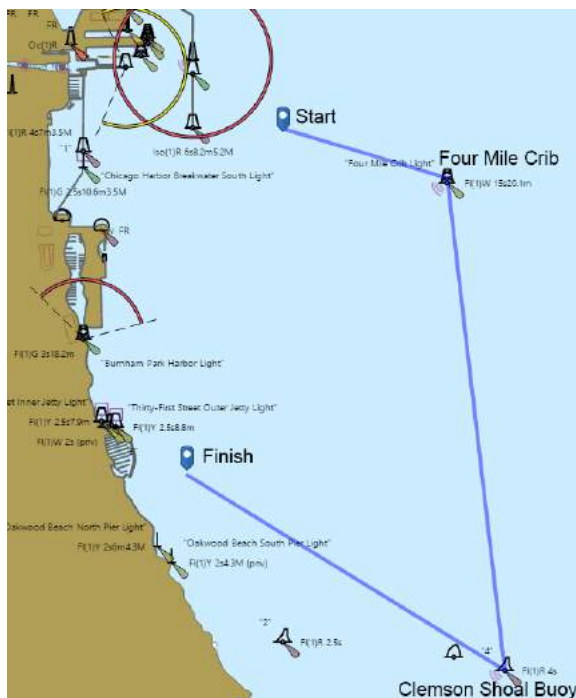 FR
FR
Oc(1)R
Start
Iso(1)R 6s8.2m5.2M
"1"
"Four Mile Crib Light"
Four Mile Crib
"Chicago Harbor Breakwater South Light"
Fl(1)W 15s20.1m
Fl(1)G 2.5s10.6m3.5M
FR
Fl(1)G 3s18.2m
"Burnham Park Harbor Light"
et Inner Jetty Light"
"Thirty-First Street Outer Jetty Light"
Fl(1)Y 2.5s7.9m
Fl(1)Y 2.5s8.8m
Fl(1)W 2s (priv)
Finish
Oakwood Beach North Pier Light"
Fl(1)Y 2s6m4.3M
"Oakwood Beach South Pier Light"
Fl(1)Y 2s4.3M (priv)
"2"
Fl(1)R 2.5s
"4"
Fl(1)R 4s
Clemson Shoal Buoy